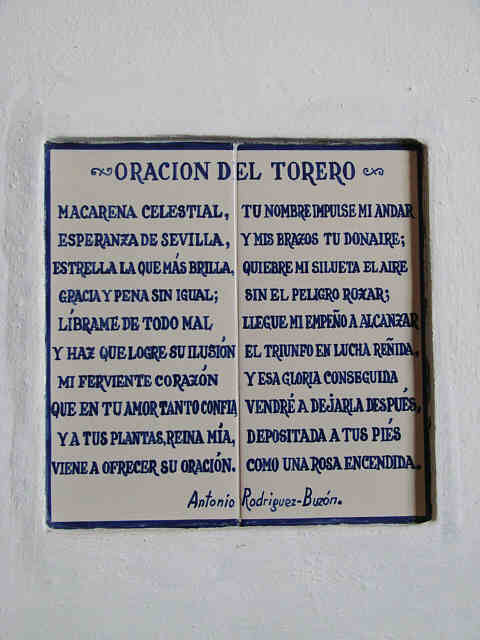 ORACION DEL TORERO
MACARENA CELESTIAL,
ESPERANZA DE SEVILLA,
ESTRELLA LA QUE MÁS BRILLA,
GRACIA Y PENA SIN IGUAL;
LÍBRAME DE TODO MAL
Y HAZ QUE LOGRE SU ILUSIÓN
MI FERVIENTE CORAZÓN
QUE EN TU AMOR TANTO CONFIA
Y A TUS PLANTAS, REINA MÍA,
VIENE A OFRECER SU ORACIÓN.
TU NOMBRE IMPULSE MI ANDAR
Y MIS BRAZOS TU DONAIRE;
QUIEBRE MI SILUETA EL AIRE
SIN EL PELIGRO ROZAR;
LLEGUE MI EMPEÑO A ALCANZAR
EL TRIUNFO EN LUCHA REÑIDA,
Y ESA GLORIA CONSEGUIDA
VENDRÉ A DEJARLA DESPUÉS,
DEPOSITADA A TUS PIÉS
COMO UNA ROSA ENCENDIDA.
Antonio Rodriguez-Buzón.